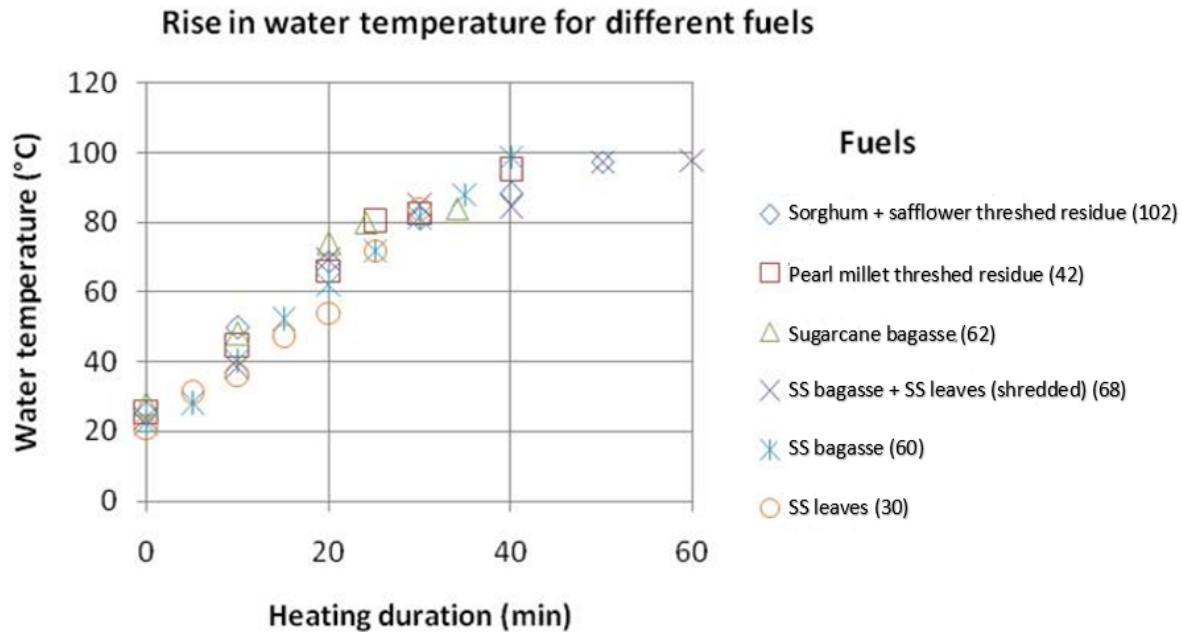 Rise in water temperature for different fuels
120
100
80
60
40
20
0
Water temperature (°C)
0 20 40 60
Heating duration (min)
Fuels
Sorghum + safflower threshed residue (102)
Pearl millet threshed residue (42)
Sugarcane bagasse (62)
SS bagasse + SS leaves (shredded) (68)
SS bagasse (60)
SS leaves (30)